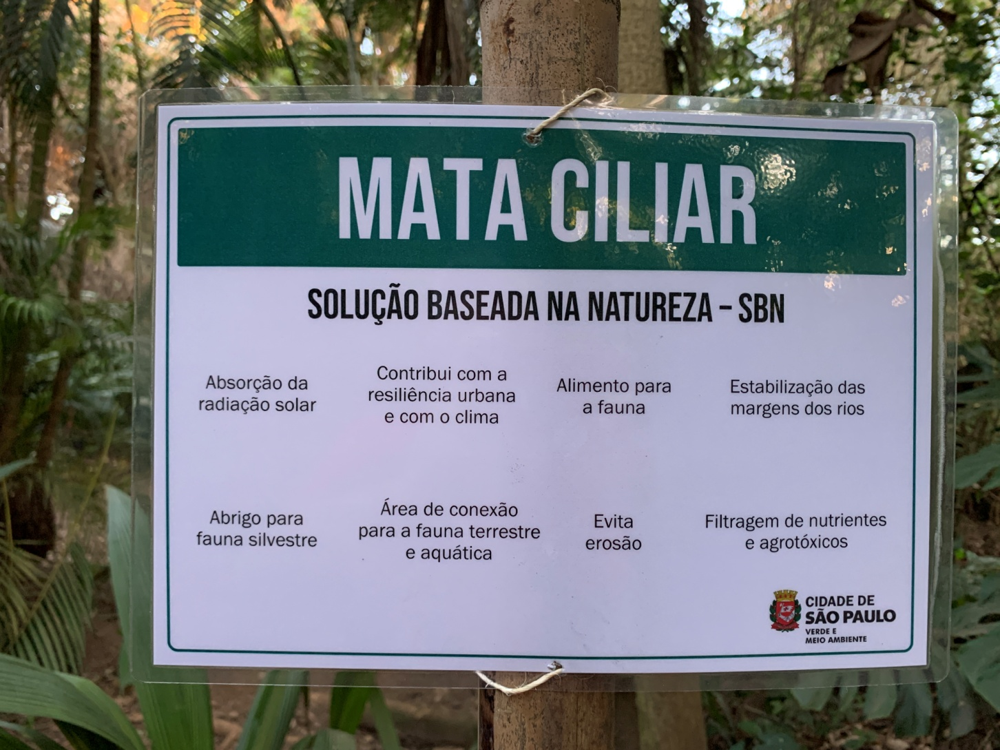 MATA CILIAR
SOLUÇÃO BASEADA NA NATUREZA – SBN
Absorção da
radiação solar
Contribui com a
resiliência urbana
e com o clima
Alimento para
a fauna
Estabilização das
margens dos rios
Abrigo para
fauna silvestre
Área de conexão
para a fauna terrestre
e aquática
Evita
erosão
Filtragem de nutrientes
e agrotóxicos
CIDADE DE
SÃO PAULO
VERDE E
MEIO AMBIENTE